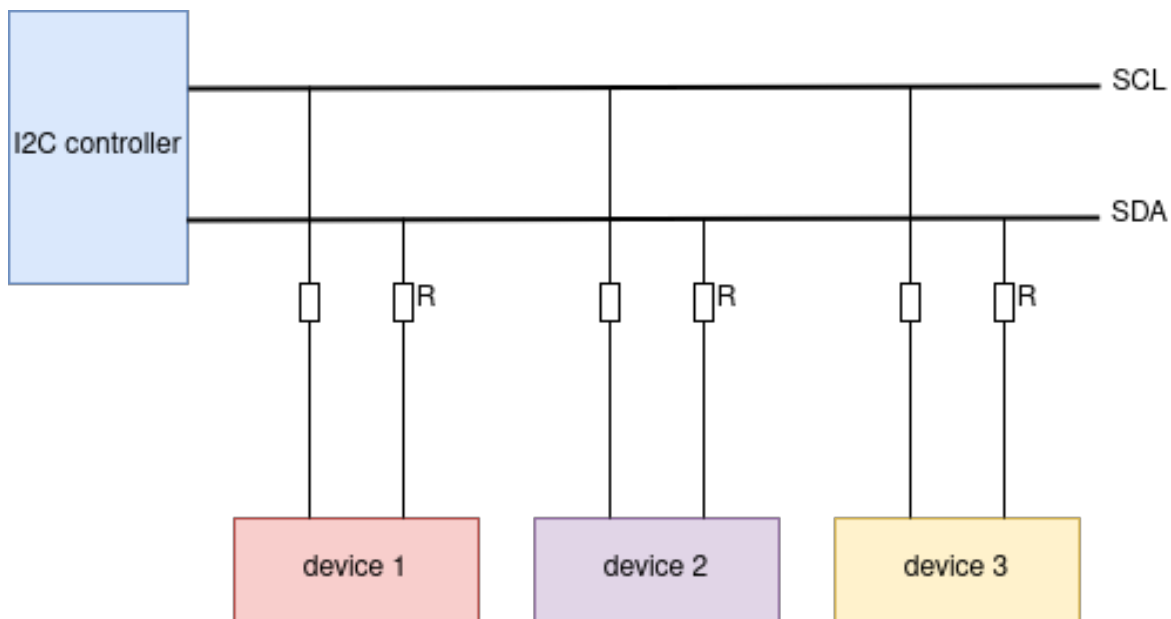 SCL
I2C controller
SDA
R
R
R
device 1
device 2
device 3